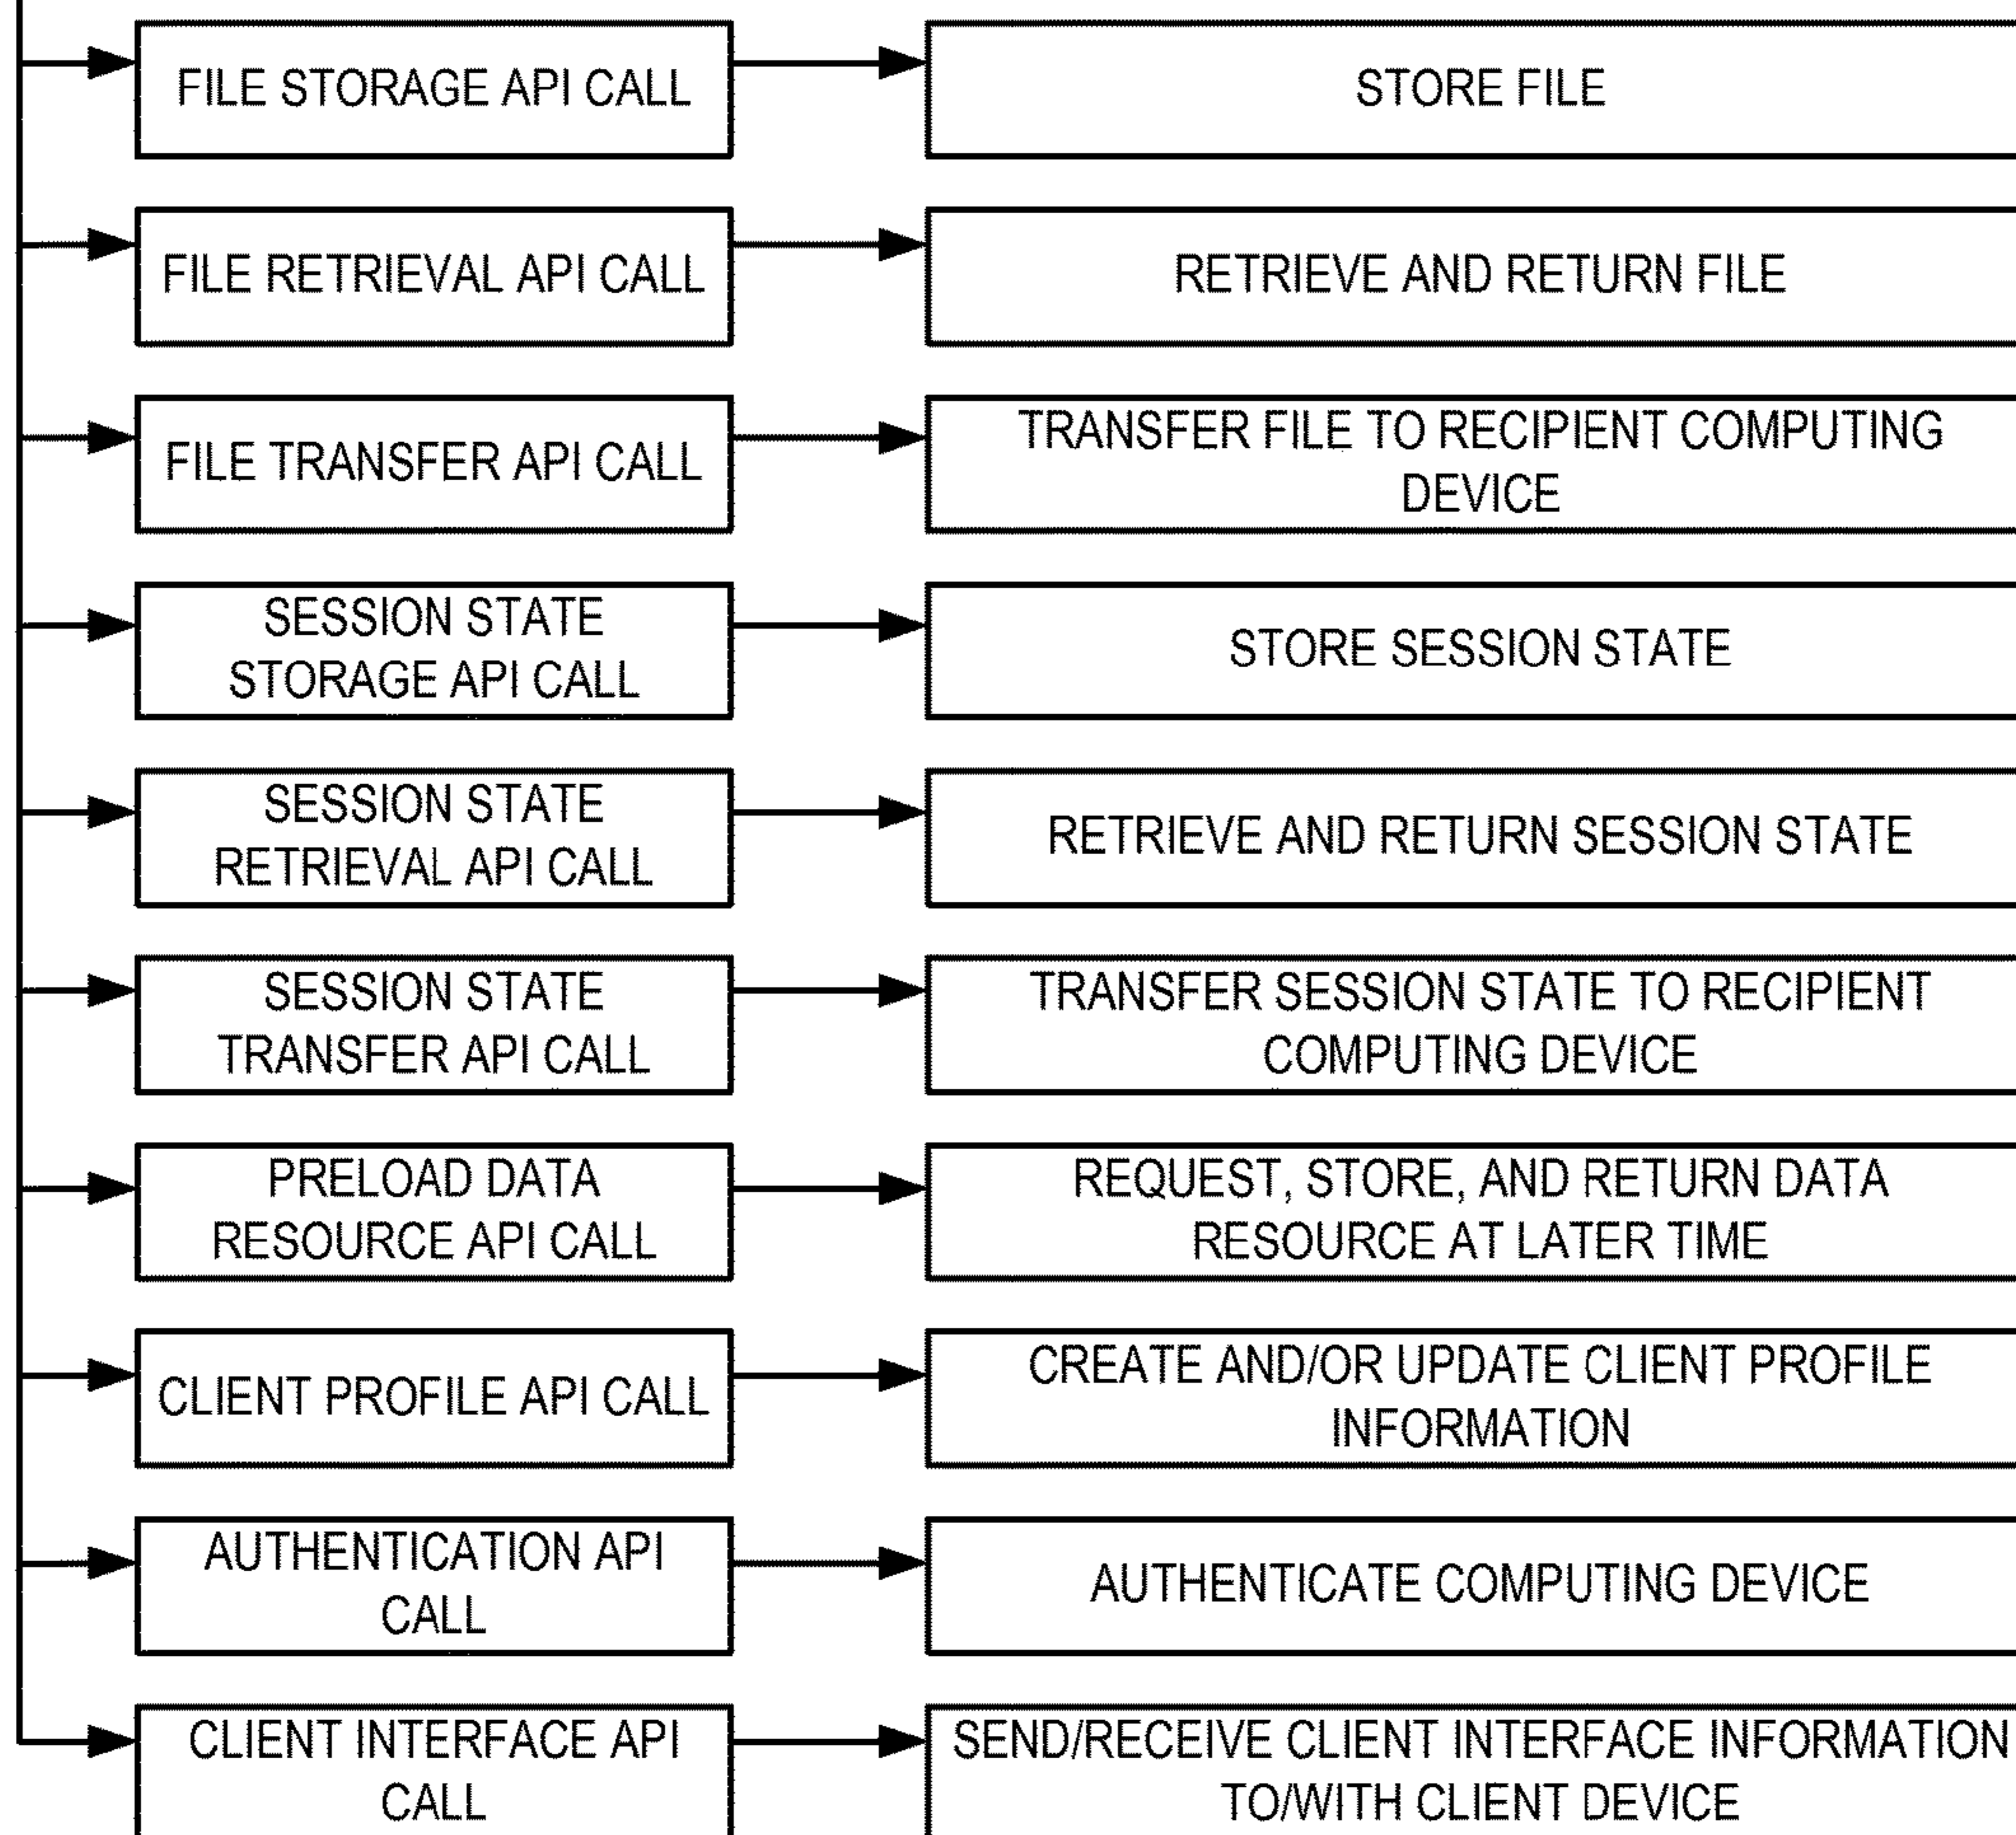 FILE STORAGE API CALL
STORE FILE
FILE RETRIEVAL API CALL
RETRIEVE AND RETURN FILE
FILE TRANSFER API CALL
TRANSFER FILE TO RECIPIENT COMPUTING
DEVICE
SESSION STATE
STORAGE API CALL
STORE SESSION STATE
SESSION STATE
RETRIEVAL API CALL
RETRIEVE AND RETURN SESSION STATE
SESSION STATE
TRANSFER API CALL
TRANSFER SESSION STATE TO RECIPIENT
COMPUTING DEVICE
PRELOAD DATA
RESOURCE API CALL
REQUEST, STORE, AND RETURN DATA
RESOURCE AT LATER TIME
CLIENT PROFILE API CALL
CREATE AND/OR UPDATE CLIENT PROFILE
INFORMATION
AUTHENTICATION API
CALL
AUTHENTICATE COMPUTING DEVICE
CLIENT INTERFACE API
CALL
SEND/RECEIVE CLIENT INTERFACE INFORMATION
TO/WITH CLIENT DEVICE